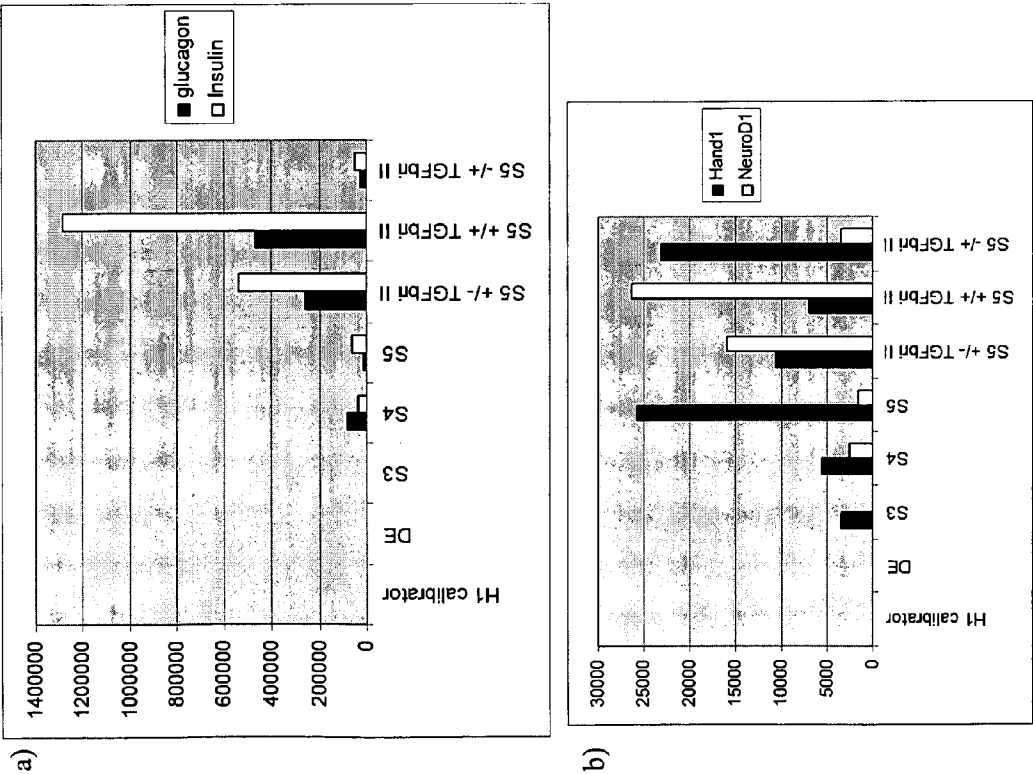 a)
1400000
1200000
1000000
800000
600000
400000
200000
0
H1 calibrator
DE
S3
S4
S5
S5 +/- TGFbri II
S5 +/+ TGFbri II
S5 -/+ TGFbri II
glucagon
Insulin
b)
30000
25000
20000
15000
10000
5000
0
H1 calibrator
DE
S3
S4
S5
S5 +/- TGFbri II
S5 +/+ TGFbri II
S5 -/+ TGFbri II
Hand1
NeuroD1